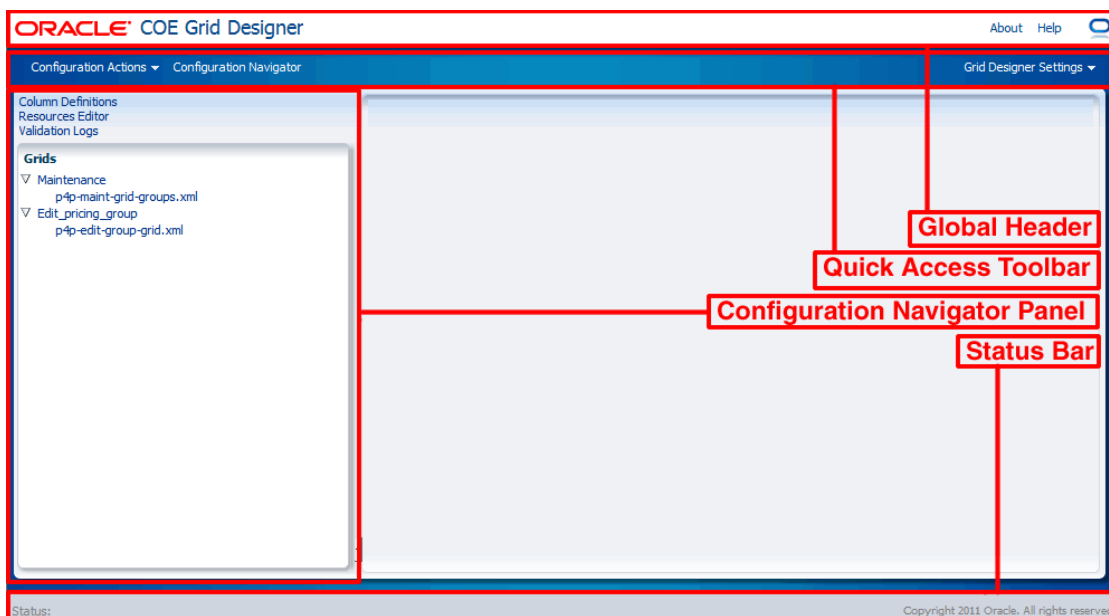 ORACLE® COE Grid Designer
About Help
Configuration Actions Configuration Navigator
Grid Designer Settings
Column Definitions
Resources Editor
Validation Logs
Grids
Maintenance
p4p-maint-grid-groups.xml
Edit_pricing_group
p4p-edit-group-grid.xml
Global Header
Quick Access Toolbar
Configuration Navigator Panel
Status Bar
Status:
Copyright 2011 Oracle. All rights reserved